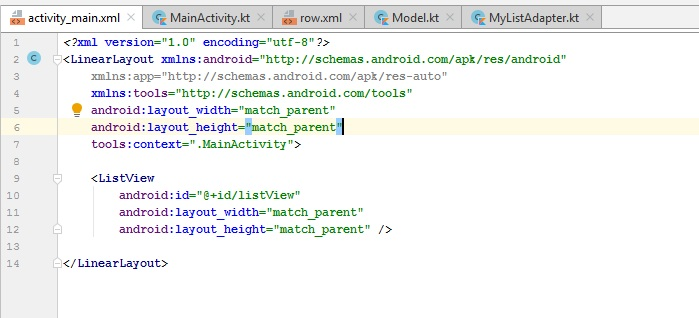 activity_main.xml MainActivity.kt row.xml Model.kt MyListAdapter.kt
1 <?xml version="1.0" encoding="utf-8"?>
2 <LinearLayout xmlns:android="http://schemas.android.com/apk/res/android"
3 xmlns:app="http://schemas.android.com/apk/res-auto"
4 xmlns:tools="http://schemas.android.com/tools"
5 android:layout_width="match_parent"
6 android:layout_height="match_parent"
7 tools:context=".MainActivity">
8
9 <ListView
10 android:id="@+id/listView"
11 android:layout_width="match_parent"
12 android:layout_height="match_parent" />
13
14 </LinearLayout>